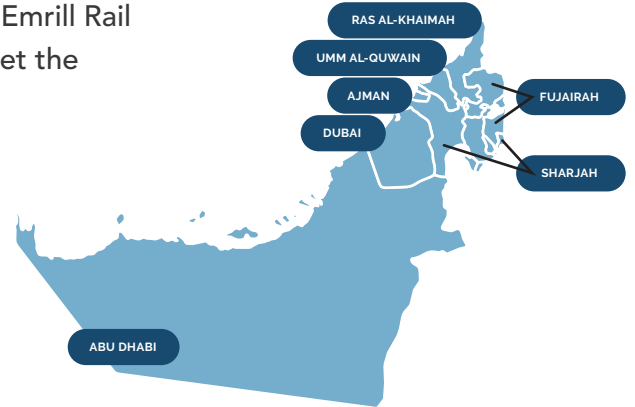 Emrill Rail
et the
RAS AL-KHAIMAH
UMM AL-QUWAIN
AJMAN
FUJAIRAH
DUBAI
SHARJAH
ABU DHABI